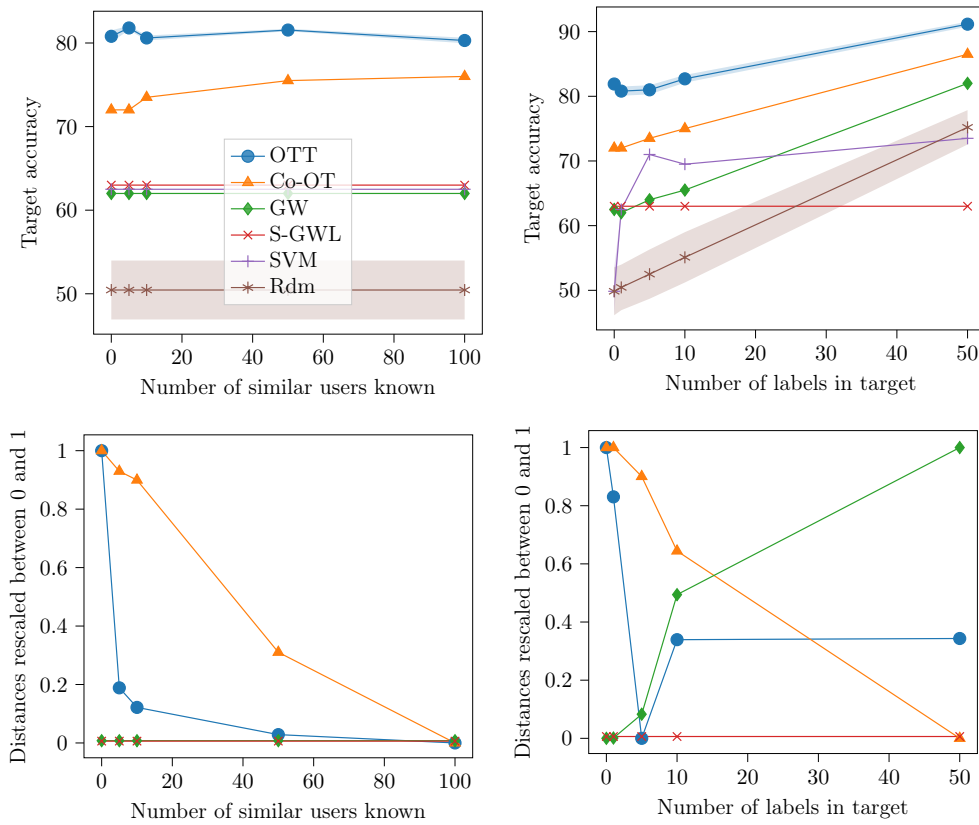 80
70
60
50
Target accuracy
OTT
Co-OT
GW
S-GWL
SVM
Rdm
0 20 40 60 80 100
Number of similar users known
90
80
70
60
50
Target accuracy
0 10 20 30 40 50
Number of labels in target
1
0.8
0.6
0.4
0.2
0
Distances rescaled between 0 and 1
0 20 40 60 80 100
Number of similar users known
1
0.8
0.6
0.4
0.2
0
Distances rescaled between 0 and 1
0 10 20 30 40 50
Number of labels in target